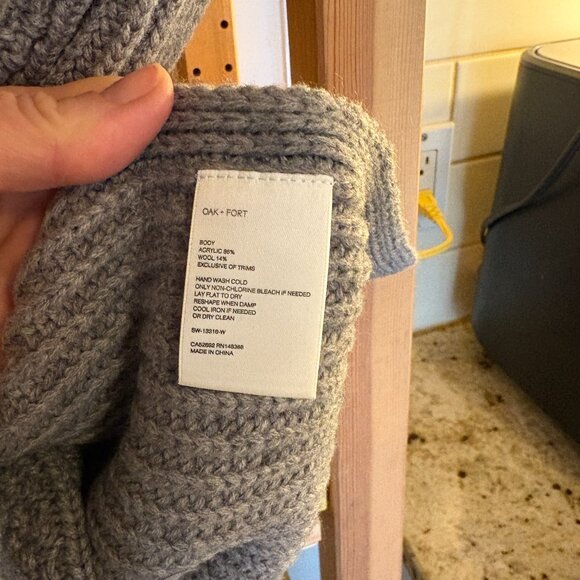 OAK + FORT
BODY
ACRYLIC 86%
WOOL 14%
EXCLUSIVE OF TRIMS
HAND WASH COLD
ONLY NON-CHLORINE BLEACH IF NEEDED
LAY FLAT TO DRY
RESHAPE WHEN DAMP
COOL IRON IF NEEDED
OR DRY CLEAN
SW-13316-W
CA52692 RN148388
MADE IN CHINA